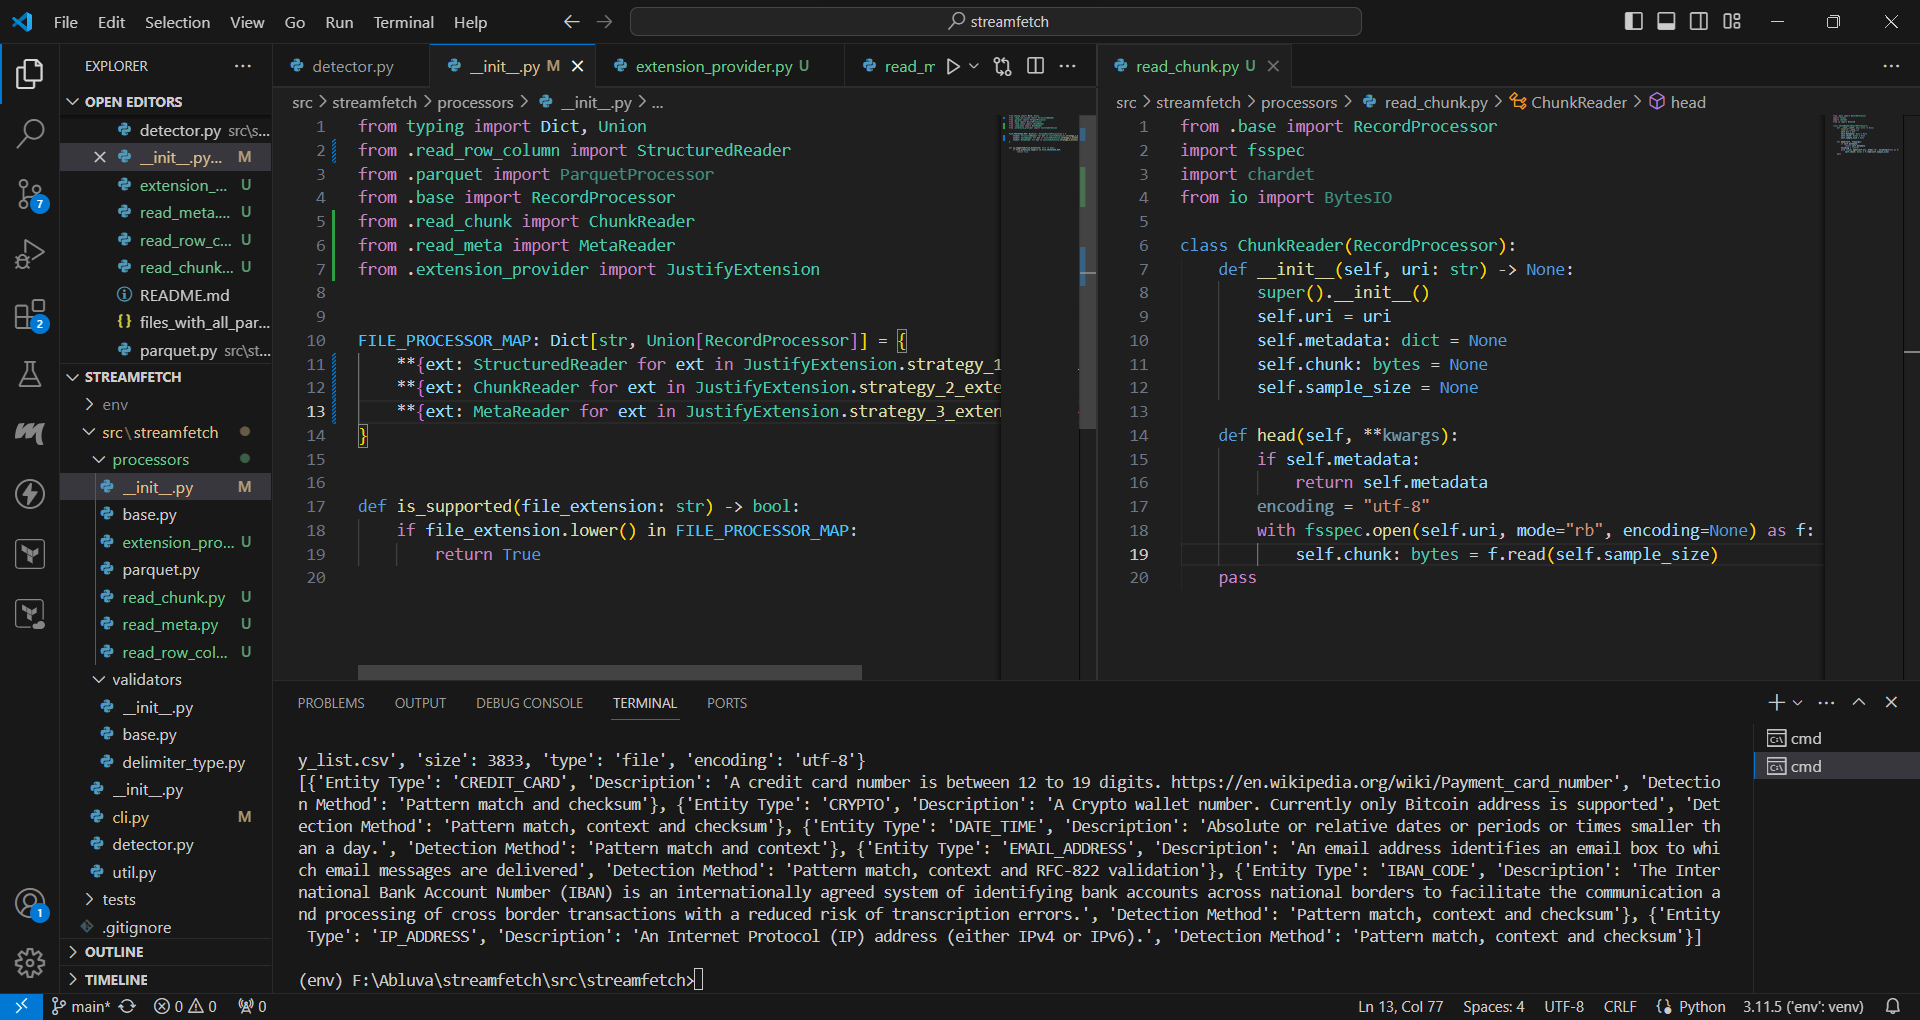 File Edit Selection View Go Run Terminal Help
streamfetch
EXPLORER
OPEN EDITORS
detector.py src\s...
__init__.py... M
extension_... U
read_meta.... U
read_row_c... U
read_chunk... U
README.md
files_with_all_par...
parquet.py src\st...
STREAMFETCH
env
src\streamfetch
processors
__init__.py M
base.py
extension_pro... U
parquet.py
read_chunk.py U
read_meta.py U
read_row_col... U
validators
__init__.py
base.py
delimiter_type.py
__init__.py
cli.py M
detector.py
util.py
tests
.gitignore
OUTLINE
TIMELINE
7
2
1
detector.py
__init__.py M
extension_provider.py U
read_m
src > streamfetch > processors > __init__.py > ...
1 from typing import Dict, Union
2 from .read_row_column import StructuredReader
3 from .parquet import ParquetProcessor
4 from .base import RecordProcessor
5 from .read_chunk import ChunkReader
6 from .read_meta import MetaReader
7 from .extension_provider import JustifyExtension
8
9
10 FILE_PROCESSOR_MAP: Dict[str, Union[RecordProcessor]] = {
11 **{ext: StructuredReader for ext in JustifyExtension.strategy_1
12 **{ext: ChunkReader for ext in JustifyExtension.strategy_2_exte
13 **{ext: MetaReader for ext in JustifyExtension.strategy_3_exten
14 }
15
16
17 def is_supported(file_extension: str) -> bool:
18 if file_extension.lower() in FILE_PROCESSOR_MAP:
19 return True
20
read_chunk.py U
src > streamfetch > processors > read_chunk.py > ChunkReader > head
1 from .base import RecordProcessor
2 import fsspec
3 import chardet
4 from io import BytesIO
5
6 class ChunkReader(RecordProcessor):
7 def __init__(self, uri: str) -> None:
8 super().__init__()
9 self.uri = uri
10 self.metadata: dict = None
11 self.chunk: bytes = None
12 self.sample_size = None
13
14 def head(self, **kwargs):
15 if self.metadata:
16 return self.metadata
17 encoding = "utf-8"
18 with fsspec.open(self.uri, mode="rb", encoding=None) as f:
19 self.chunk: bytes = f.read(self.sample_size)
20 pass
PROBLEMS OUTPUT DEBUG CONSOLE TERMINAL PORTS
y_list.csv', 'size': 3833, 'type': 'file', 'encoding': 'utf-8'}
[{'Entity Type': 'CREDIT_CARD', 'Description': 'A credit card number is between 12 to 19 digits. https://en.wikipedia.org/wiki/Payment_card_number', 'Detectio
n Method': 'Pattern match and checksum'}, {'Entity Type': 'CRYPTO', 'Description': 'A Crypto wallet number. Currently only Bitcoin address is supported', 'Det
ection Method': 'Pattern match, context and checksum'}, {'Entity Type': 'DATE_TIME', 'Description': 'Absolute or relative dates or periods or times smaller th
an a day.', 'Detection Method': 'Pattern match and context'}, {'Entity Type': 'EMAIL_ADDRESS', 'Description': 'An email address identifies an email box to whi
ch email messages are delivered', 'Detection Method': 'Pattern match, context and RFC-822 validation'}, {'Entity Type': 'IBAN_CODE', 'Description': 'The Inter
national Bank Account Number (IBAN) is an internationally agreed system of identifying bank accounts across national borders to facilitate the communication a
nd processing of cross border transactions with a reduced risk of transcription errors.', 'Detection Method': 'Pattern match, context and checksum'}, {'Entity
 Type': 'IP_ADDRESS', 'Description': 'An Internet Protocol (IP) address (either IPv4 or IPv6).', 'Detection Method': 'Pattern match, context and checksum'}]
(env) F:\Abluva\streamfetch\src\streamfetch>
cmd
cmd
main* 0 0 0
Ln 13, Col 77 Spaces: 4 UTF-8 CRLF Python 3.11.5 ('env': venv)